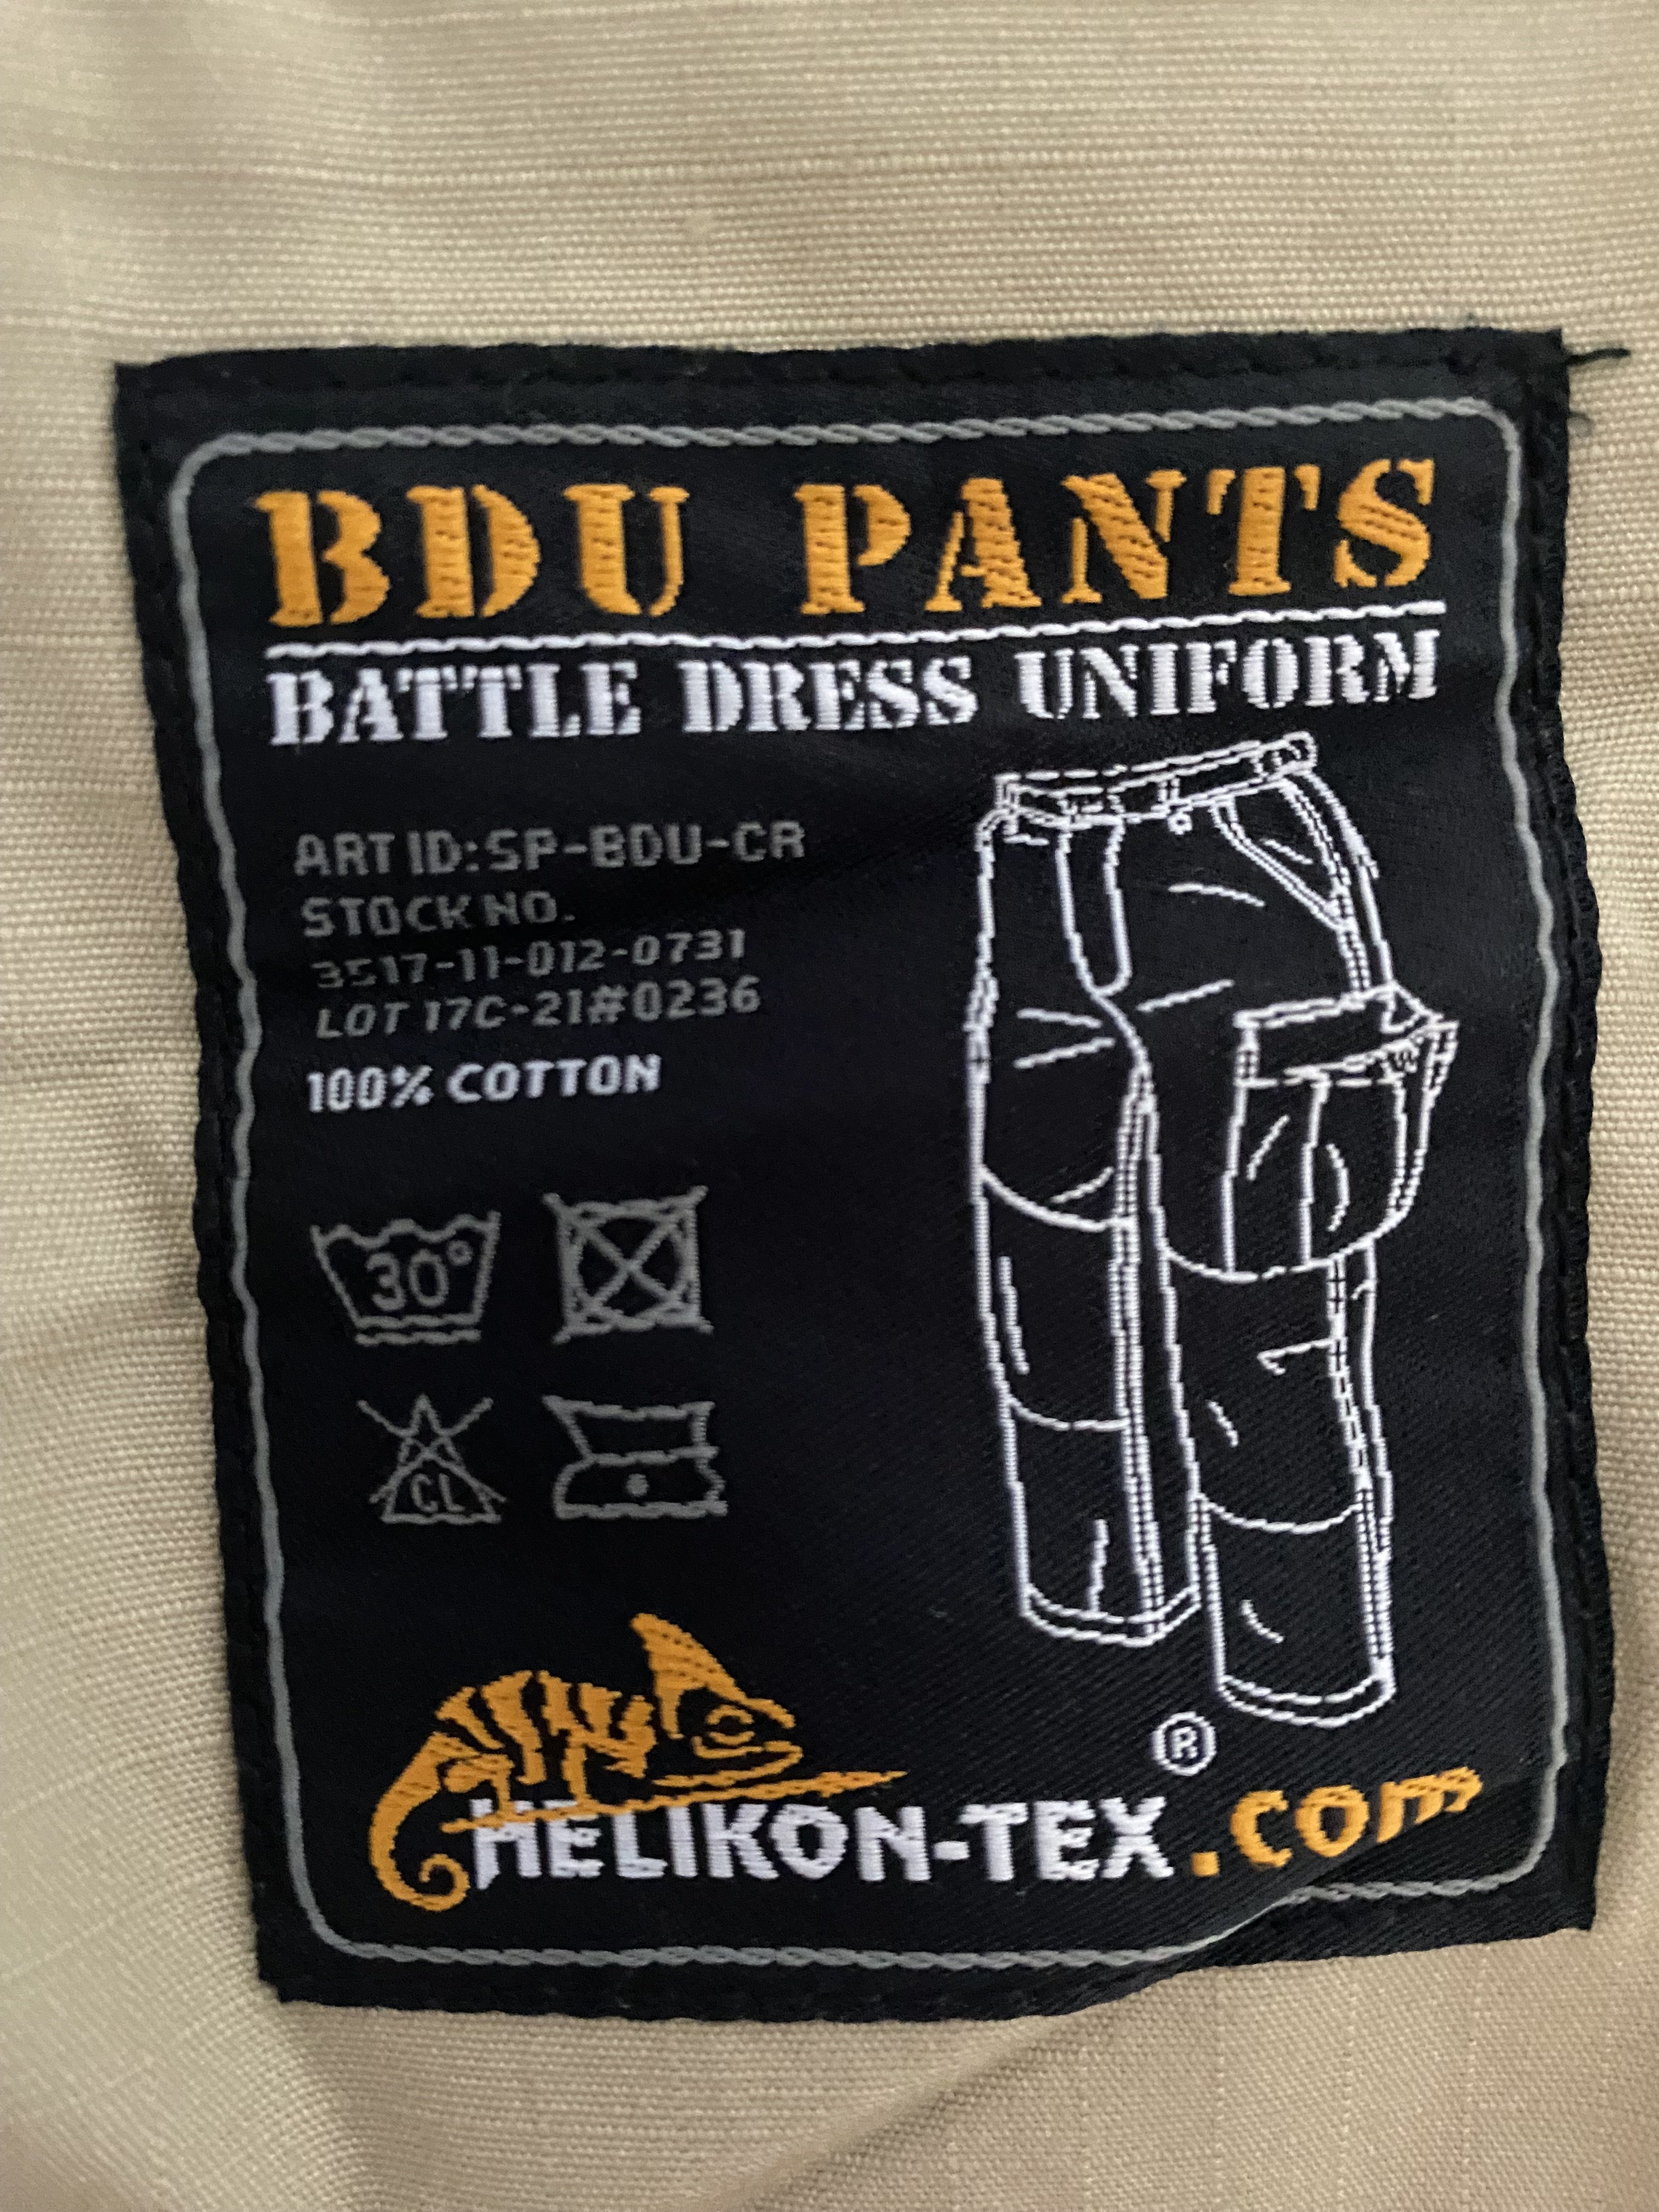 BDU PANTS
BATTLE DRESS UNIFORM
ART ID:SP-BDU-CR
STOCK NO.
3517-11-012-0731
LOT 17C-21#0236
100% COTTON
30°
CL
®
HELIKON-TEX.com